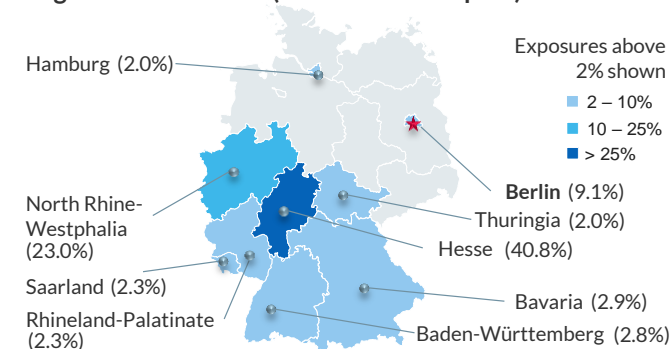 Hamburg (2.0%)
Exposures above
2% shown
2 – 10%
10 – 25%
> 25%
Berlin (9.1%)
North Rhine-
Westphalia
(23.0%)
Thuringia (2.0%)
Hesse (40.8%)
Saarland (2.3%)
Bavaria (2.9%)
Rhineland-Palatinate
(2.3%)
Baden-Württemberg (2.8%)